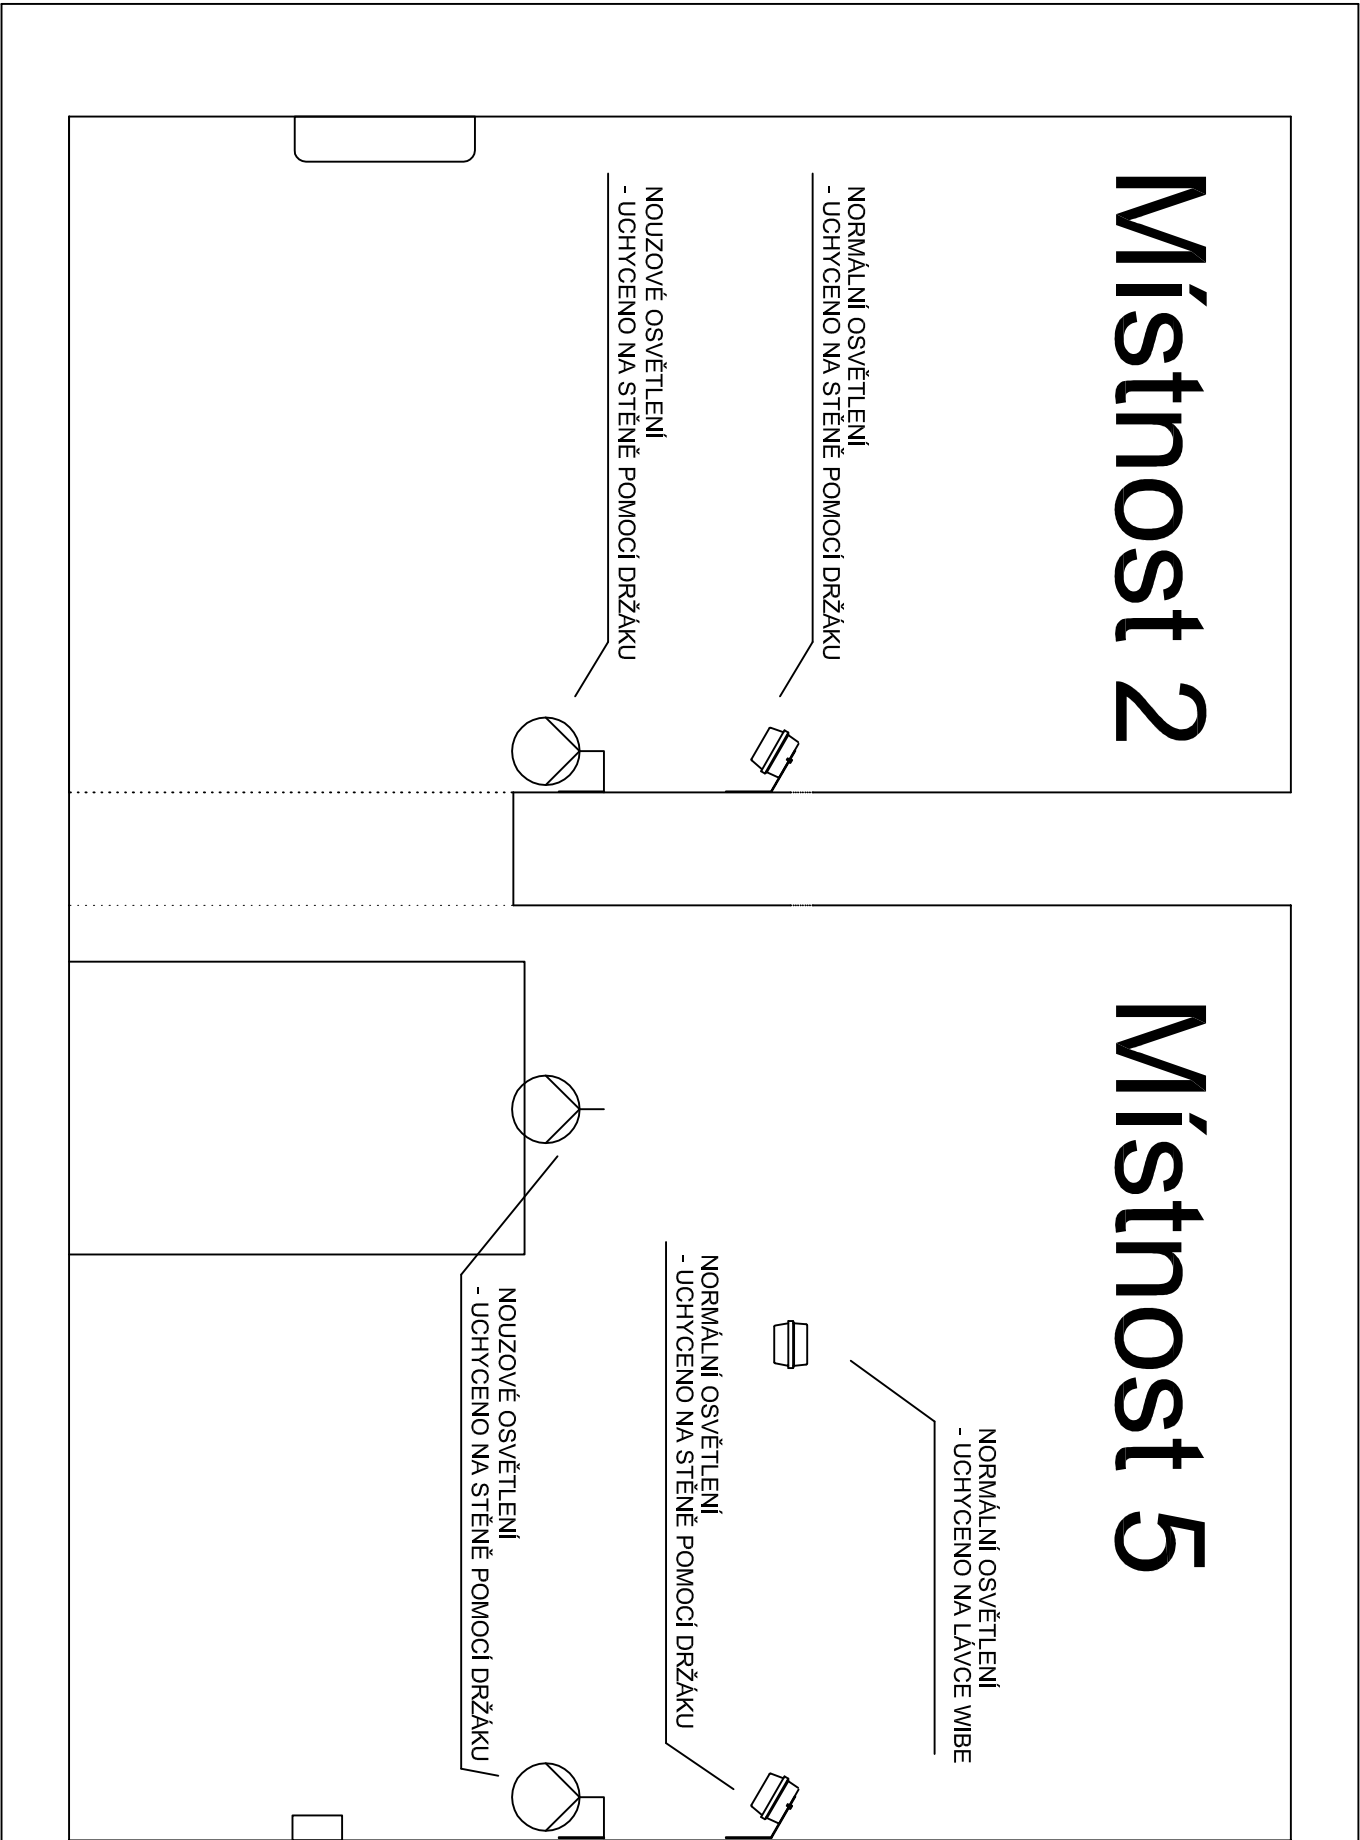 Místnost 2
NORMÁLNÍ OSVĚTLENÍ
- UCHYCENO NA STĚNĚ POMOCÍ DRŽÁKU
NOUZOVÉ OSVĚTLENÍ
- UCHYCENO NA STĚNĚ POMOCÍ DRŽÁKU
Místnost 5
NORMÁLNÍ OSVĚTLENÍ
- UCHYCENO NA LÁVCE WIBE
NORMÁLNÍ OSVĚTLENÍ
- UCHYCENO NA STĚNĚ POMOCÍ DRŽÁKU
NOUZOVÉ OSVĚTLENÍ
- UCHYCENO NA STĚNĚ POMOCÍ DRŽÁKU